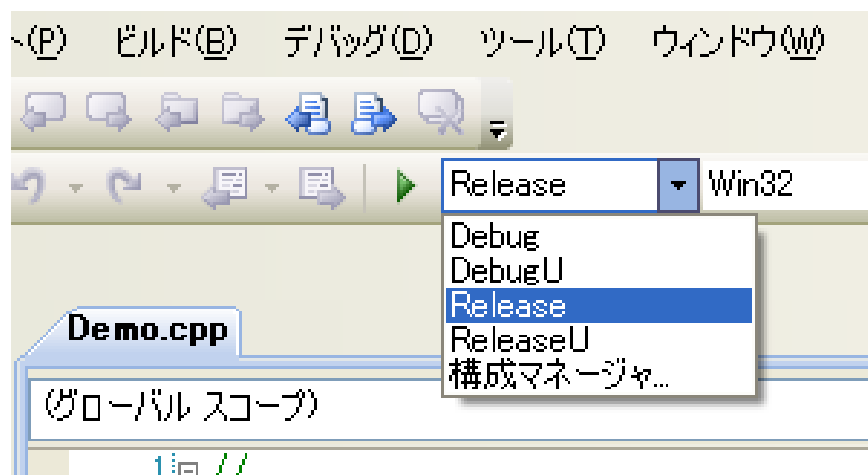 ト(P) ビルド(B) デバッグ(D) ツール(T) ウィンドウ(W)
Release Win32
Debug
DebugU
Release
ReleaseU
構成マネージャ...
Demo.cpp
(グローバル スコープ)
1 //